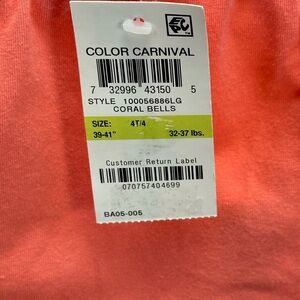 COLOR CARNIVAL
7 32996 43150 5
STYLE 100056886LG
CORAL BELLS
SIZE: 4T/4
39-41" 32-37 lbs.
Customer Return Label
070757404699
BA05-005